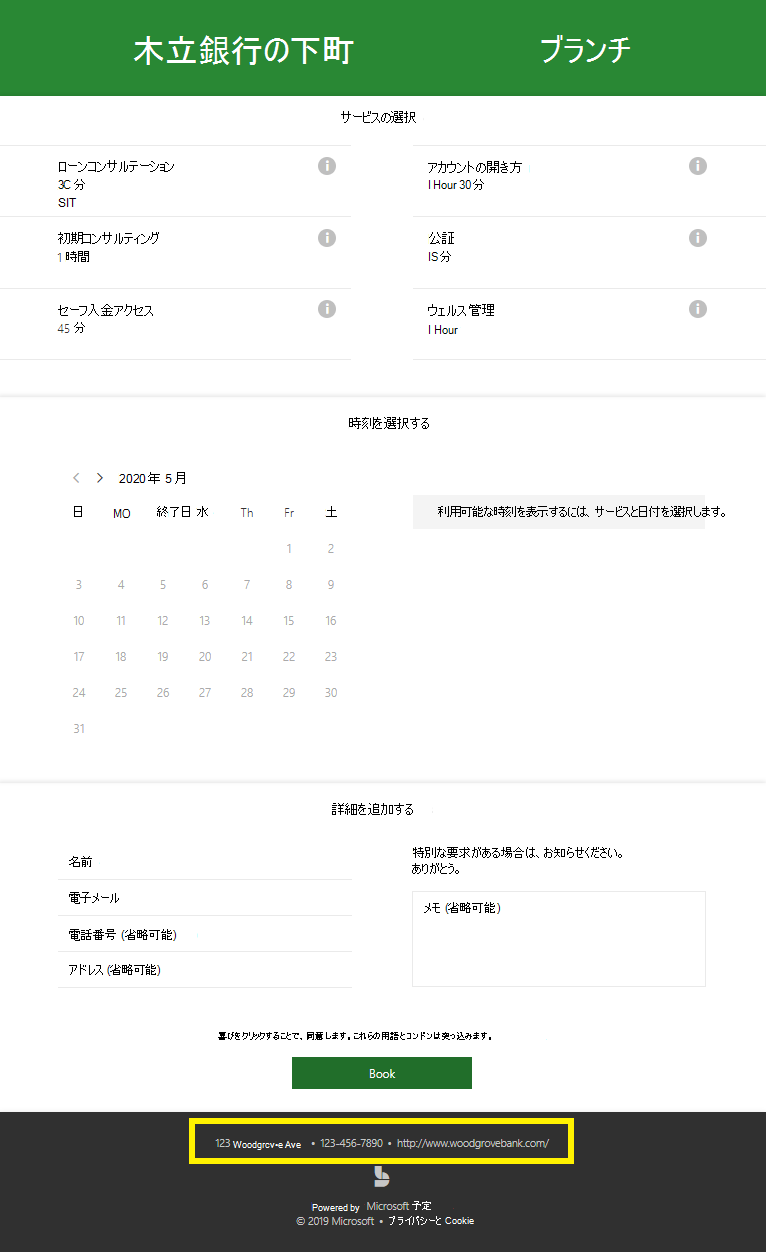 木立銀行の下町 ブランチ
サービスの選択
ローンコンサルテーション
3C 分
SIT
アカウントの開き方
I Hour 30分
初期コンサルティング
1 時間
公証
IS分
セーフ入金アクセス
45 分
ウェルス管理
I Hour
時刻を選択する
2020年 5月
日 MO 終了日 水 Th Fr 土
1 2
3 4 5 6 7 8 9
10 11 12 13 14 15 16
17 18 19 20 21 22 23
24 25 26 27 28 29 30
31
利用可能な時刻を表示するには、サービスと日付を選択します。
詳細を追加する
名前
電子メール
電話番号 (省略可能)
アドレス (省略可能)
特別な要求がある場合は、お知らせください。
ありがとう。
メモ (省略可能)
喜びをクリックすることで、同意します。これらの用語とコンドンは突っ込みます。
Book
123 Woodgrcv•e Ave • 123-456-7890 • http://www.woodgrovebank.com/
Powered by Microsoft 予定
© 2019 Microsoft • プライバシーと Cookie